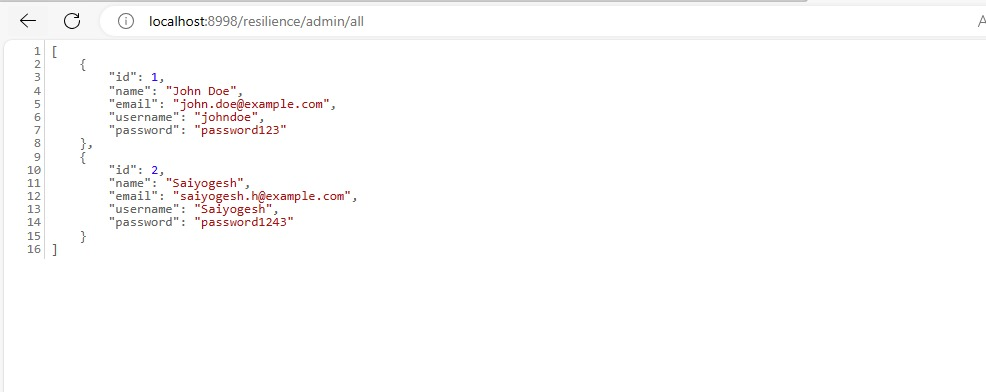 localhost:8998/resilience/admin/all
1 [
2 {
3 "id": 1,
4 "name": "John Doe",
5 "email": "john.doe@example.com",
6 "username": "johndoe",
7 "password": "password123"
8 },
9 {
10 "id": 2,
11 "name": "Saiyogesh",
12 "email": "saiyogesh.h@example.com",
13 "username": "Saiyogesh",
14 "password": "password1243"
15 }
16 ]